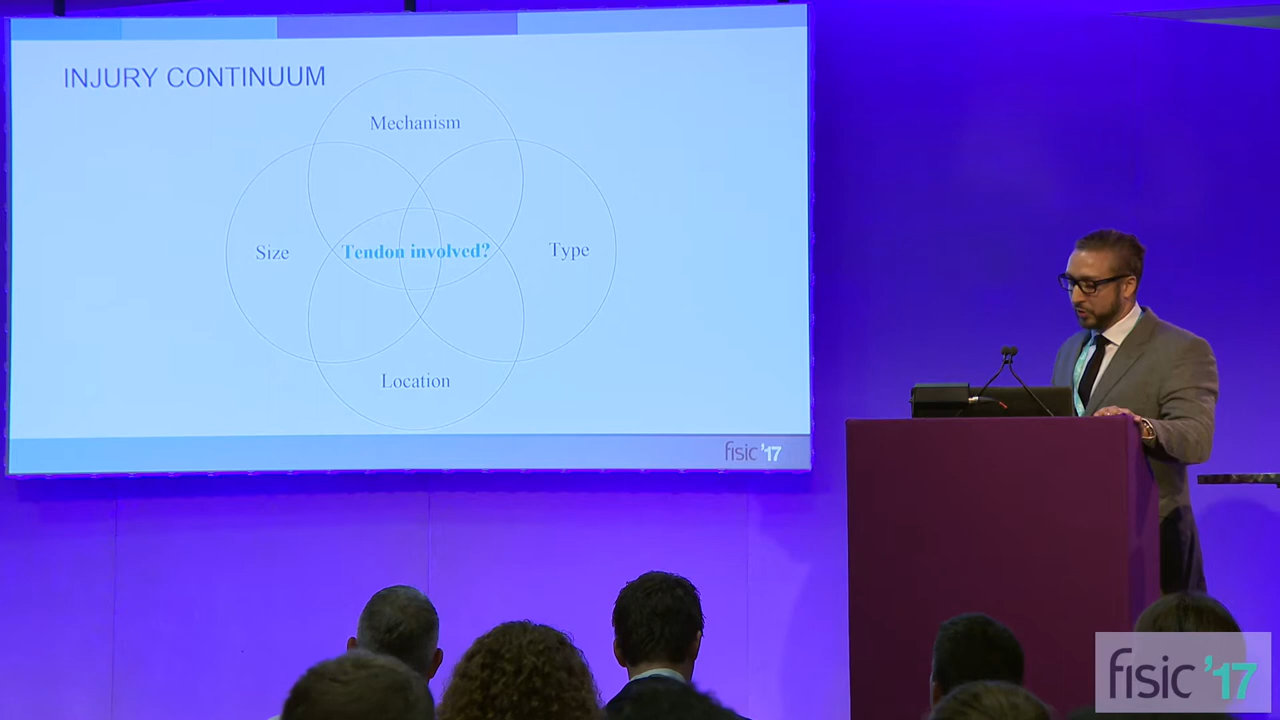 INJURY CONTINUUM
Mechanism
Size
Tendon involved?
Type
Location
fisic '17
fisic '17